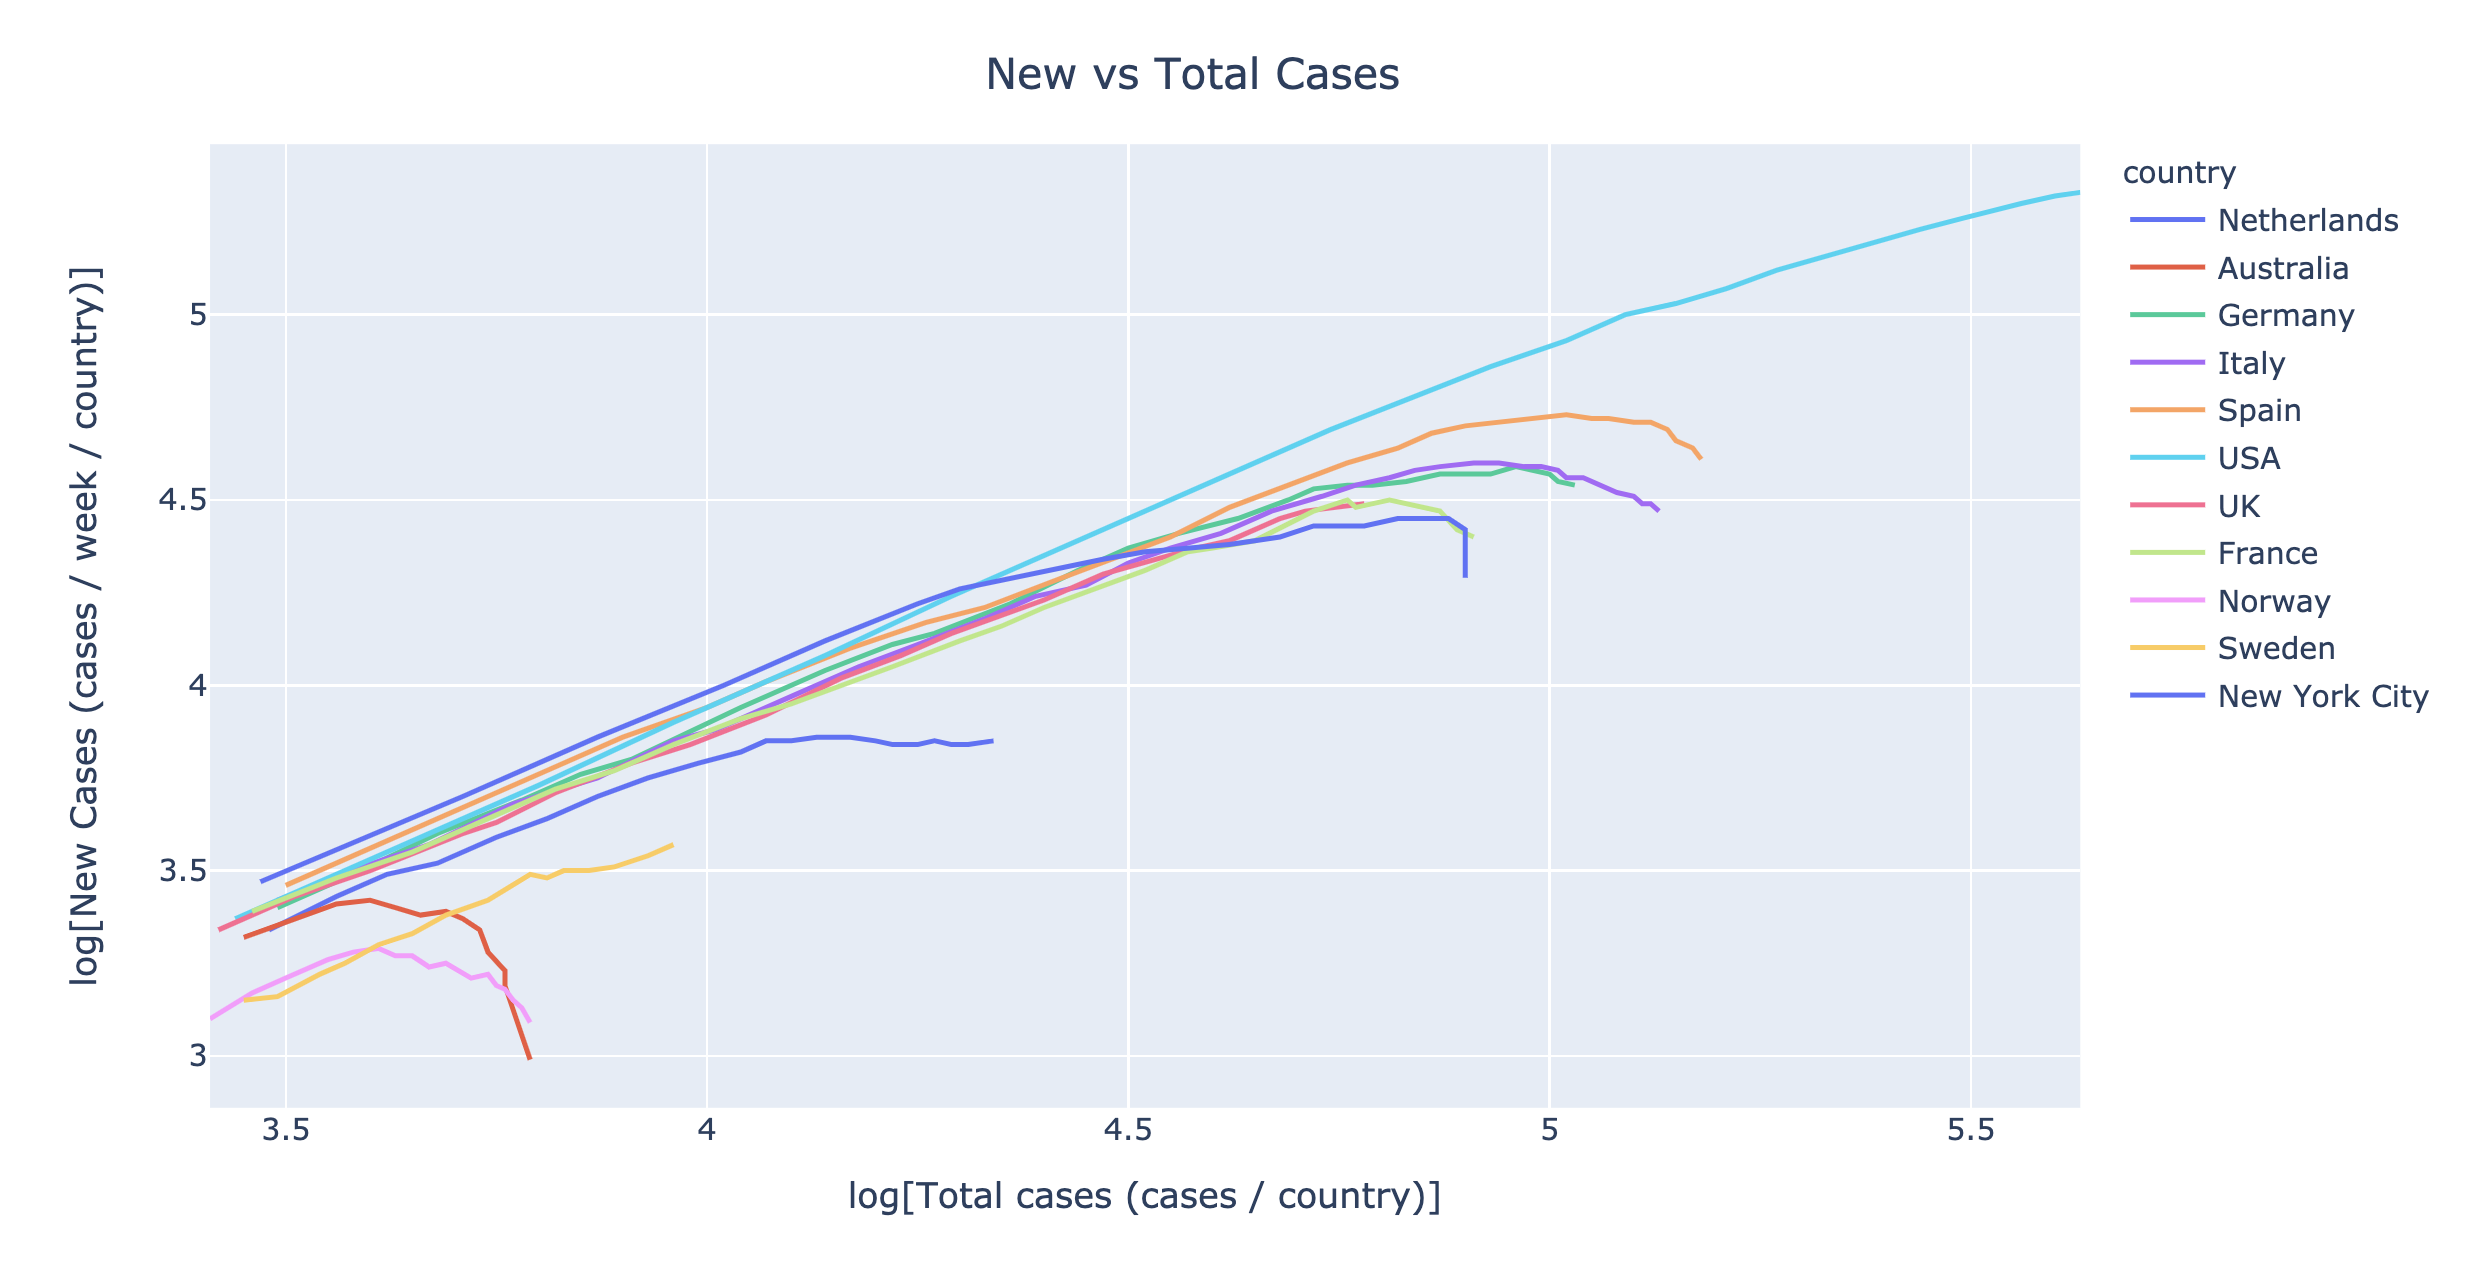 New vs Total Cases
log[New Cases (cases / week / country)]
5
4.5
4
3.5
3
3.5
4
4.5
5
5.5
log[Total cases (cases / country)]
country
Netherlands
Australia
Germany
Italy
Spain
USA
UK
France
Norway
Sweden
New York City